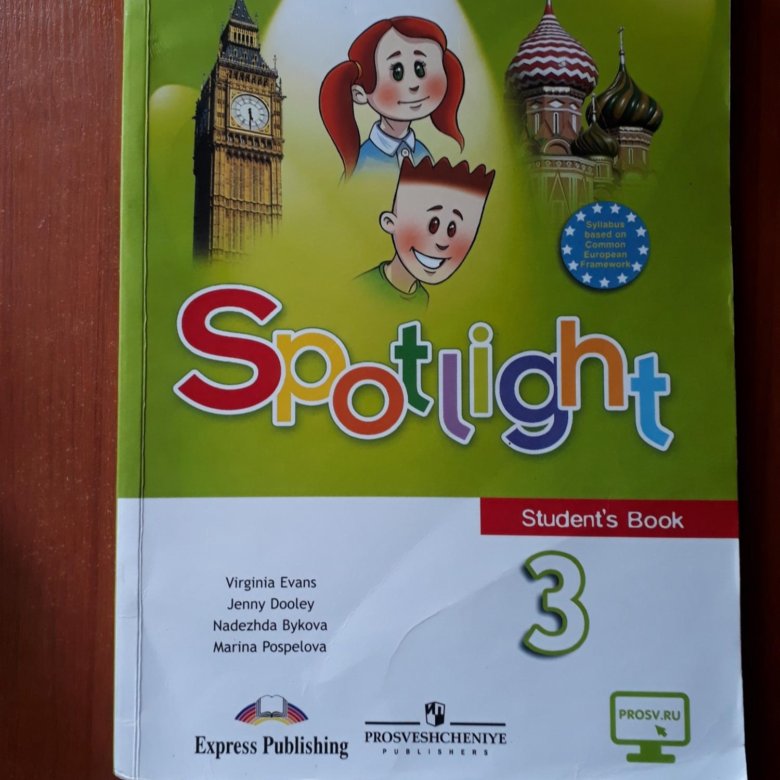 Syllabus
based on
Common
European
Framework
Spotlight
Student's Book
3
Virginia Evans
Jenny Dooley
Nadezhda Bykova
Marina Pospelova
Express Publishing
PROSVESHCHENIYE
PUBLISHERS
PROSV.RU